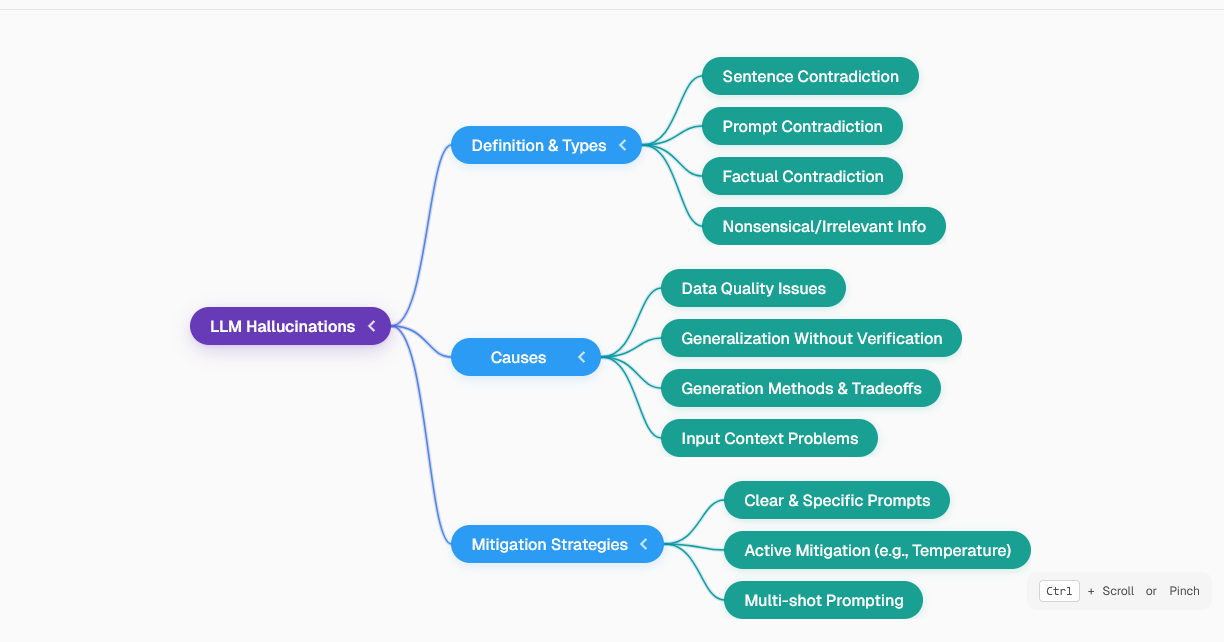 LLM Hallucinations
Definition & Types
Sentence Contradiction
Prompt Contradiction
Factual Contradiction
Nonsensical/Irrelevant Info
Causes
Data Quality Issues
Generalization Without Verification
Generation Methods & Tradeoffs
Input Context Problems
Mitigation Strategies
Clear & Specific Prompts
Active Mitigation (e.g., Temperature)
Multi-shot Prompting
Ctrl + Scroll or Pinch